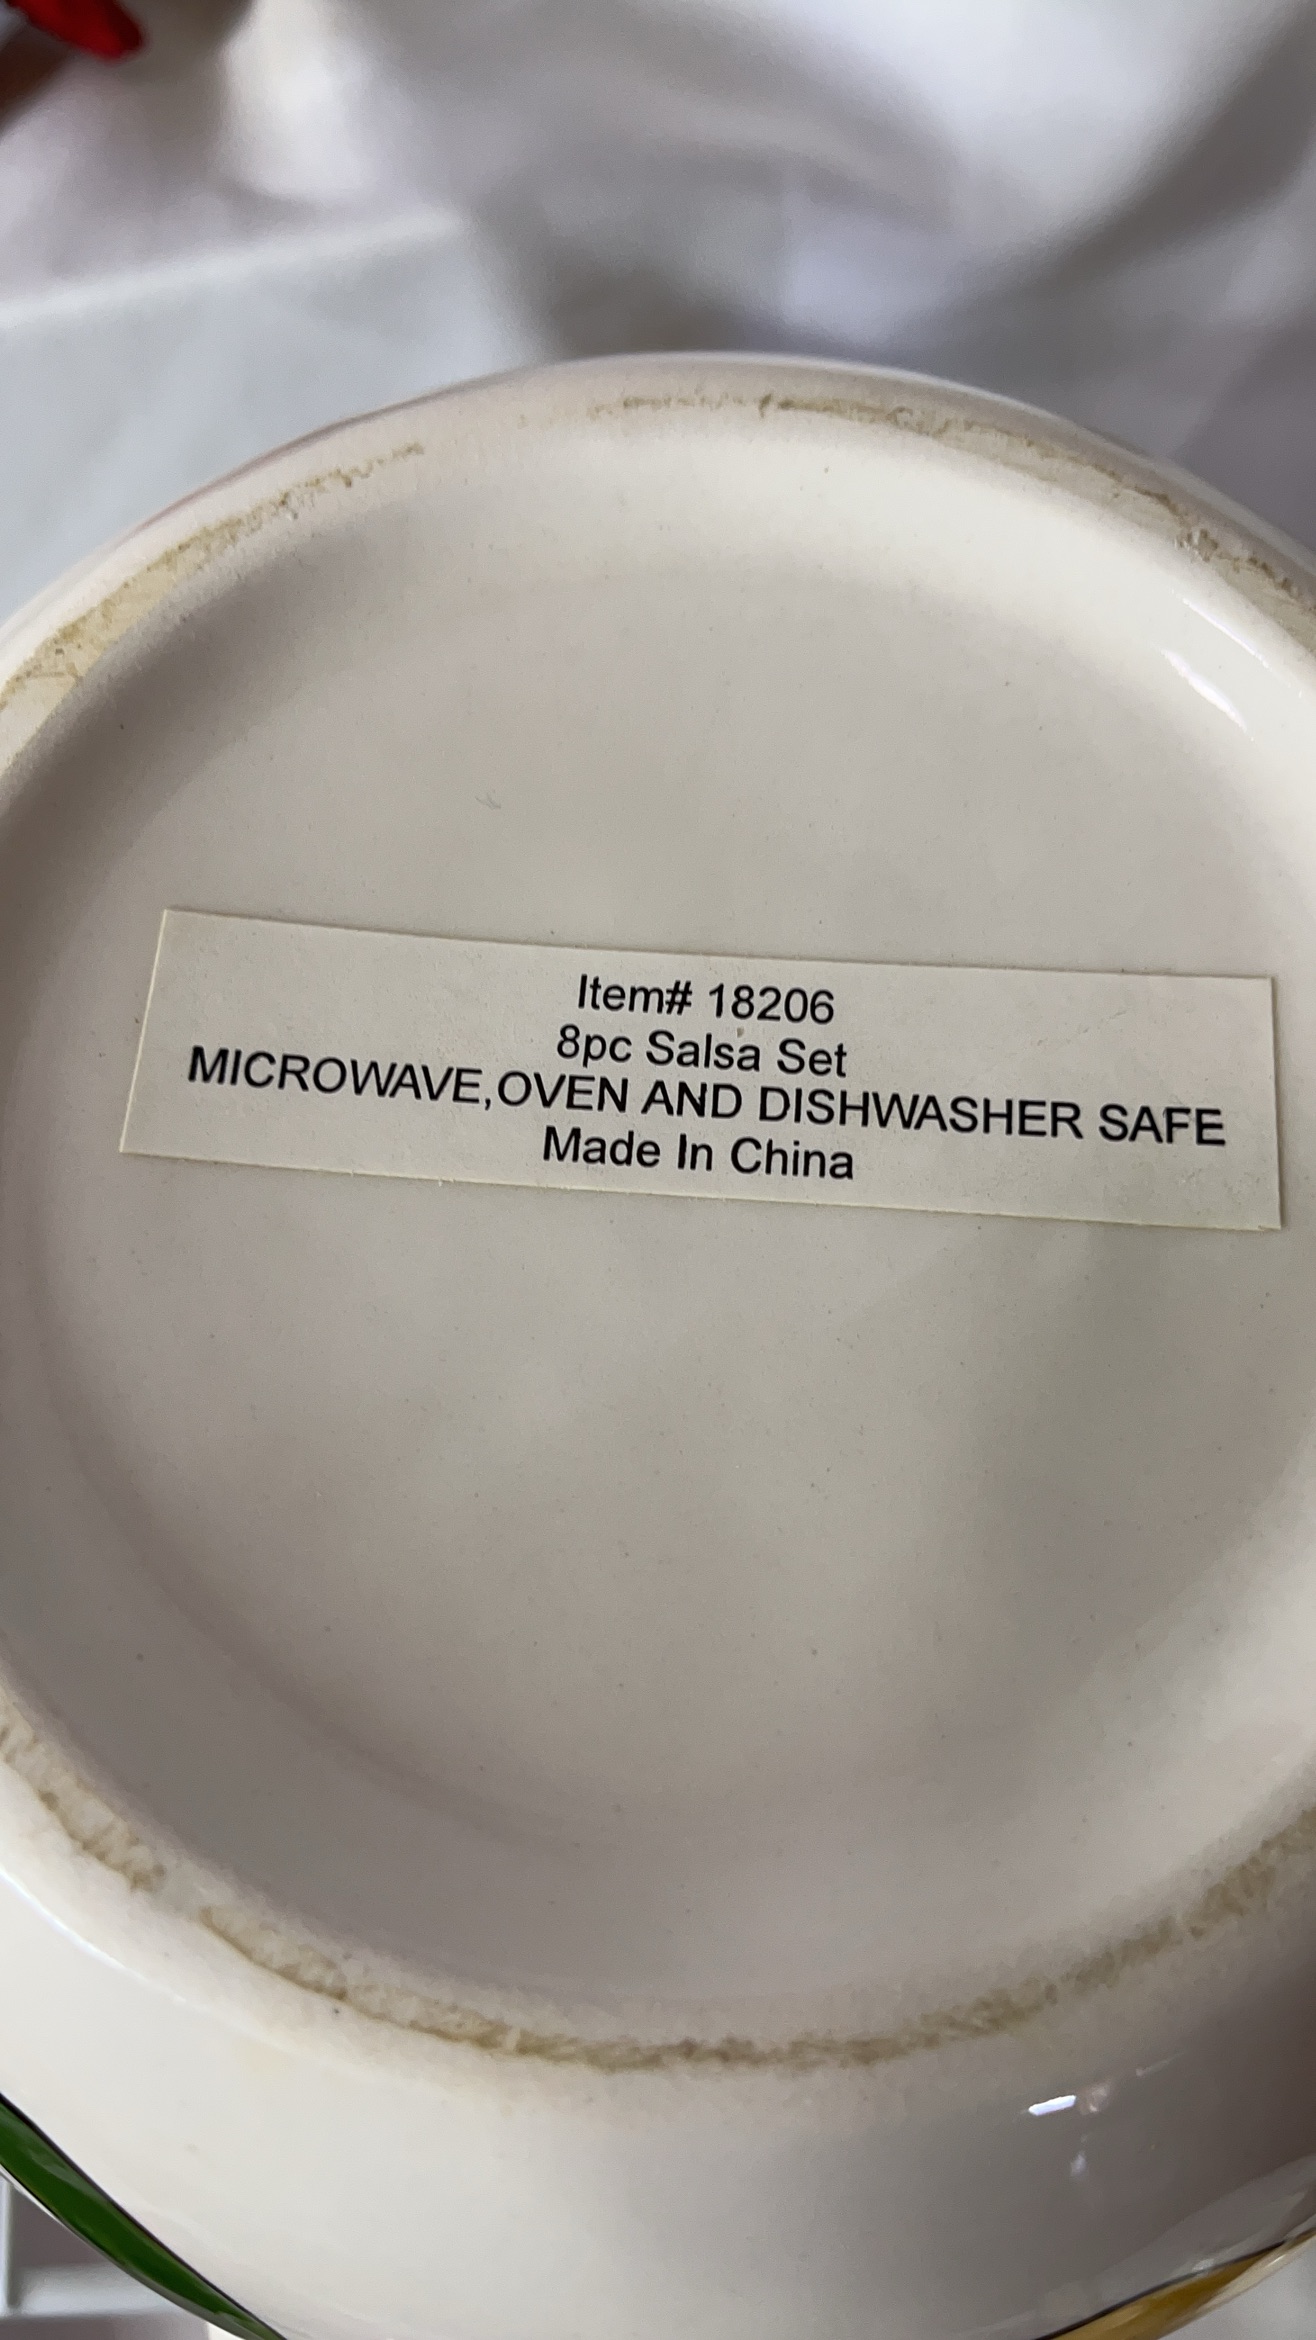 Item# 18206
8pc Salsa Set
MICROWAVE,OVEN AND DISHWASHER SAFE
Made In China